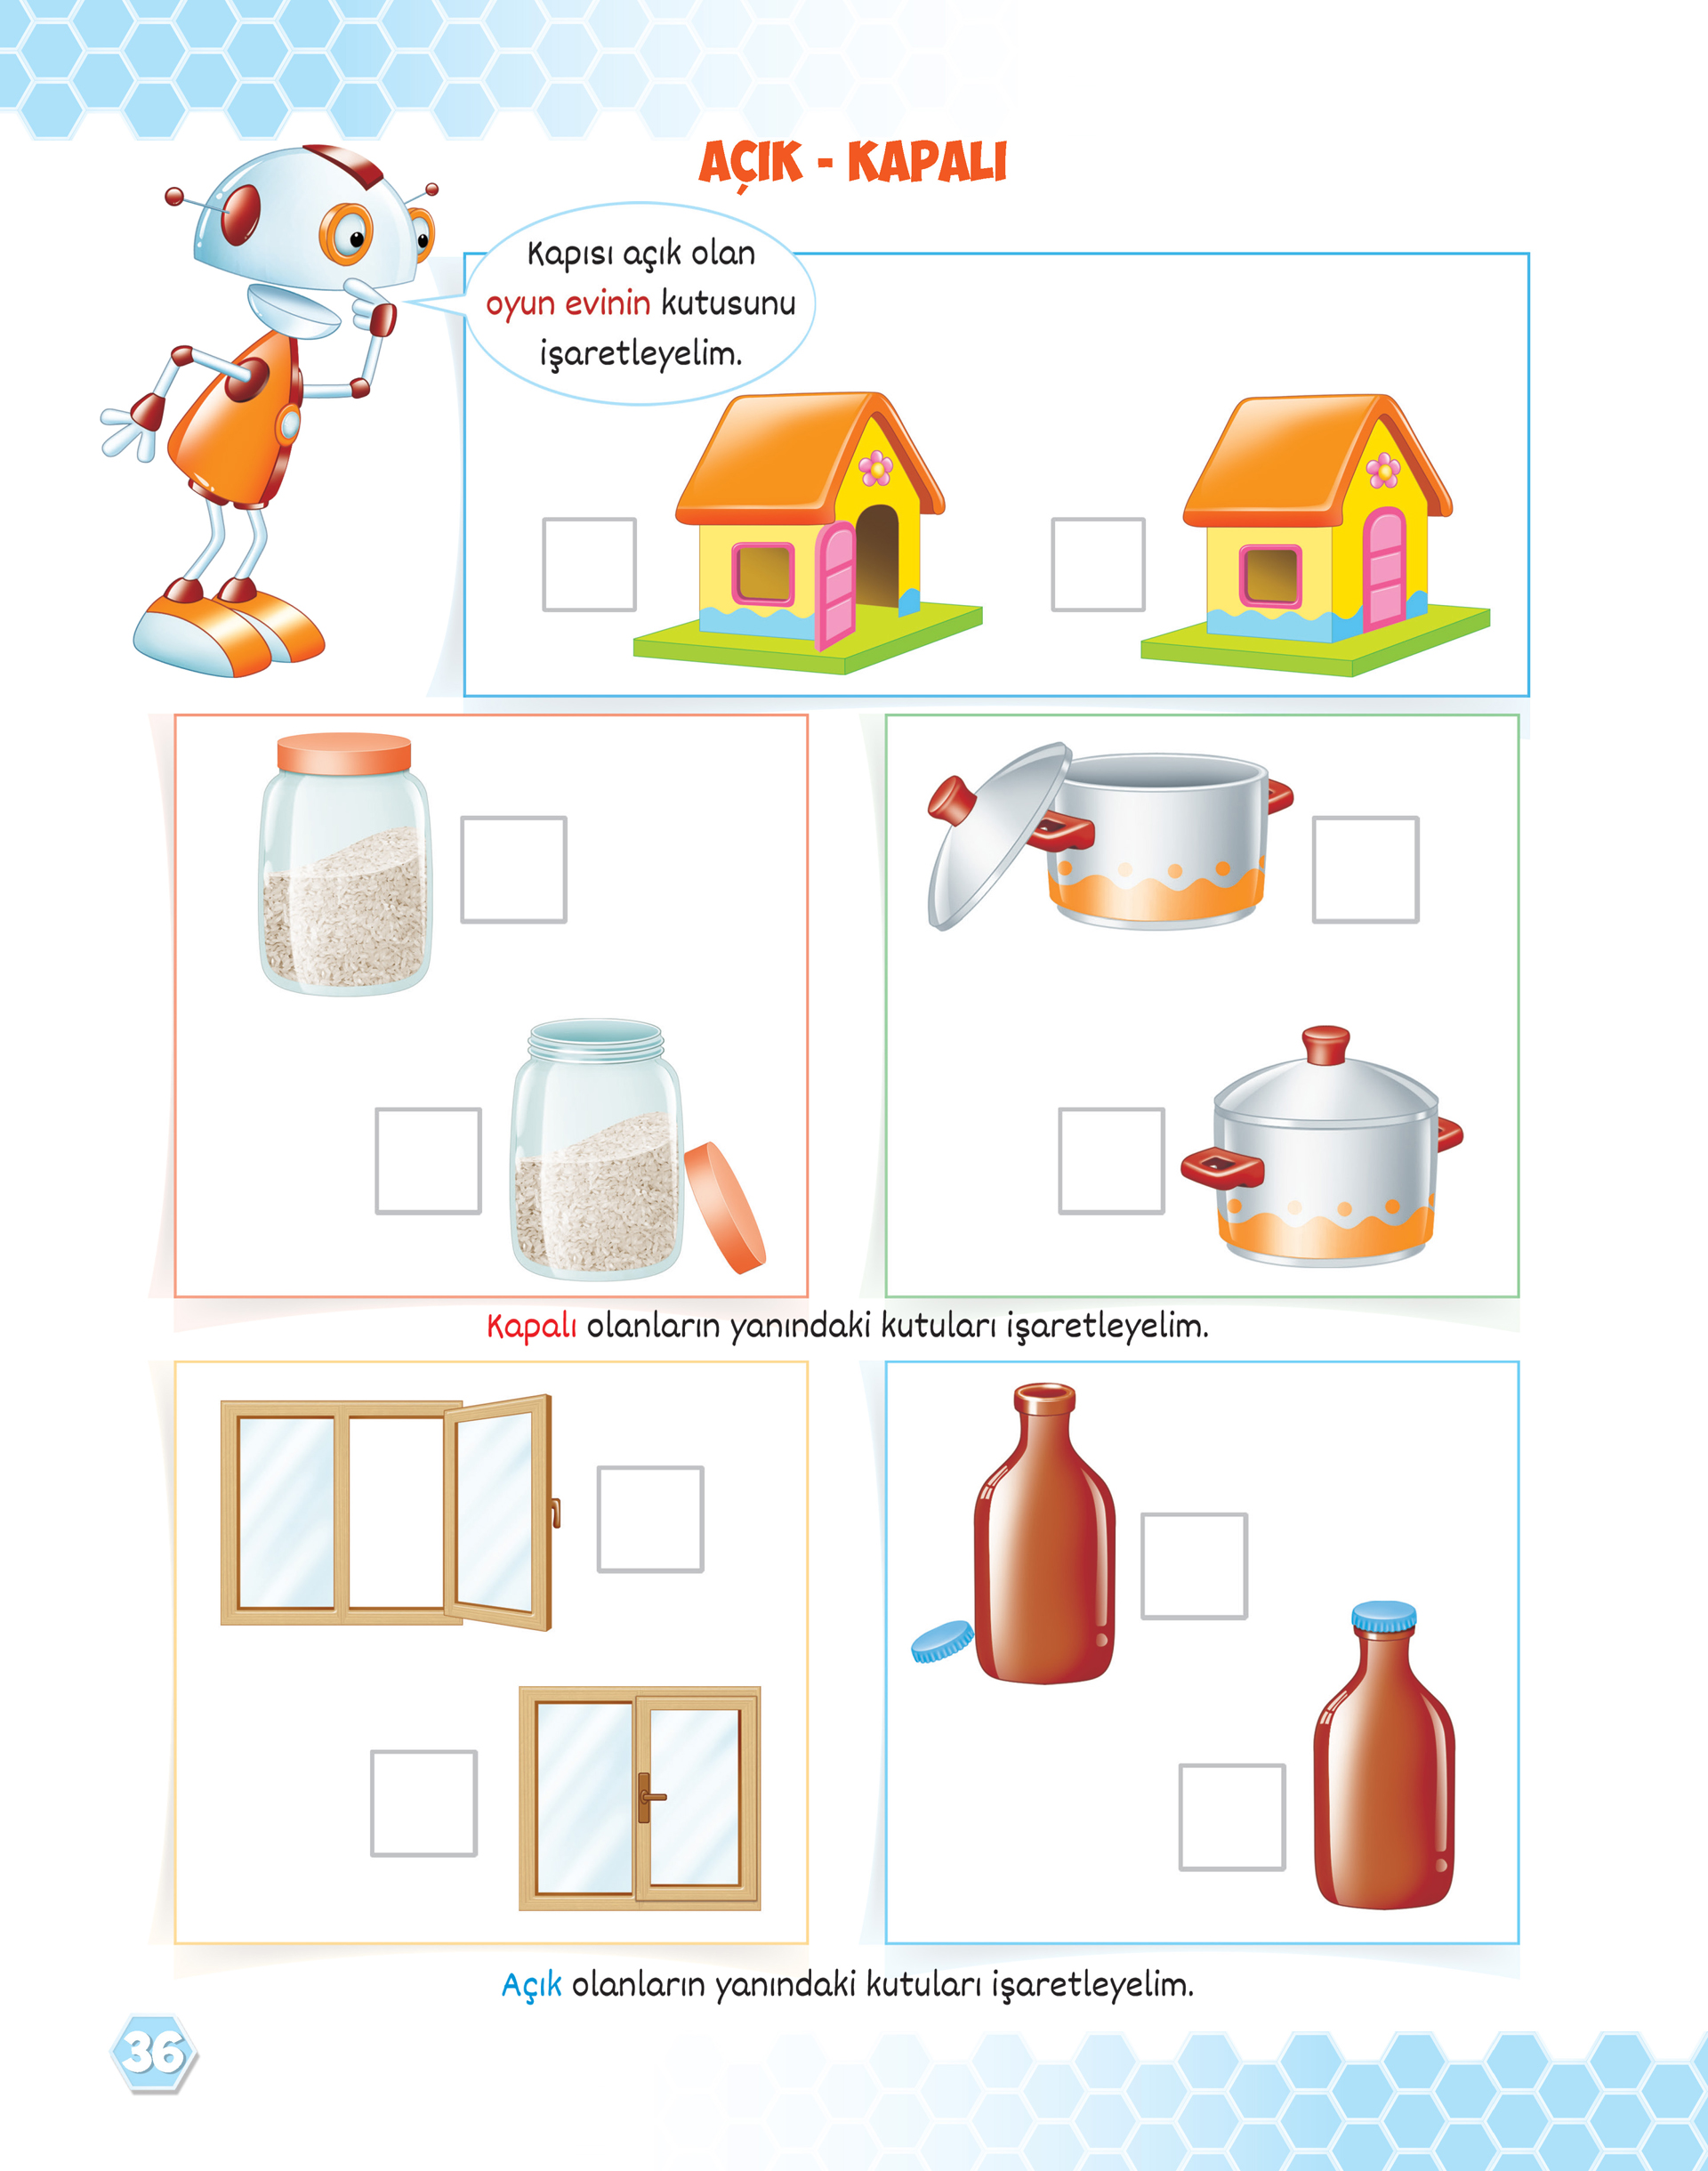 AÇIK - KAPALI
Kapısı açık olan
oyun evinin kutusunu
işaretleyelim.
Kapalı olanların yanındaki kutuları işaretleyelim.
Açık olanların yanındaki kutuları işaretleyelim.
36